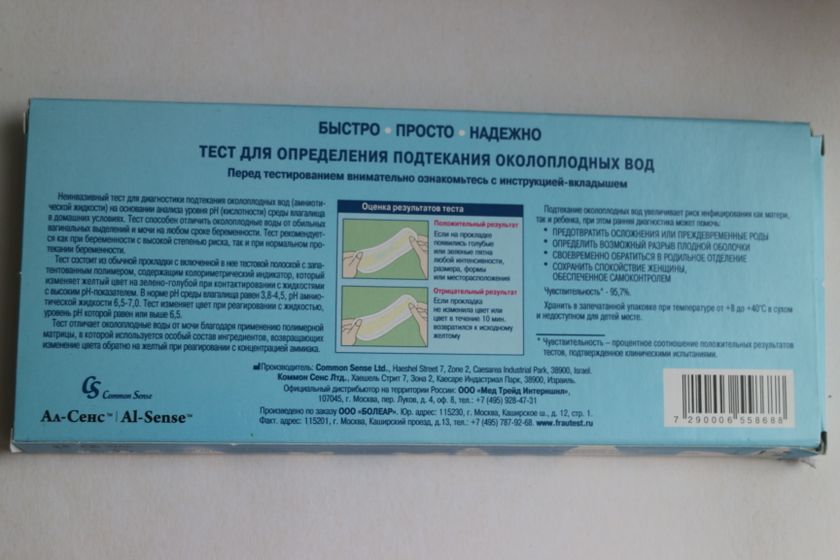 БЫСТРО • ПРОСТО • НАДЕЖНО
ТЕСТ ДЛЯ ОПРЕДЕЛЕНИЯ ПОДТЕКАНИЯ ОКОЛОПЛОДНЫХ ВОД
Перед тестированием внимательно ознакомьтесь с инструкцией-вкладышем
Неинвазивный тест для диагностики подтекания околоплодных вод (амниоти-
ческой жидкости) на основании анализа уровня pH (кислотности) среды влагалища
в домашних условиях. Тест способен отличить околоплодные воды от обильных
вагинальных выделений и мочи на любом сроке беременности. Тест рекомендует-
ся как при беременности с высокой степенью риска, так и при нормальном про-
текании беременности.
Тест состоит из обычной прокладки с включенной в нее тестовой полоской с запа-
тентованным полимером, содержащим колориметрический индикатор, который
изменяет желтый цвет на зелено-голубой при контактировании с жидкостями
с высоким pH-показателем. В норме pH среды влагалища равен 3,8-4,5, pH амнио-
тической жидкости 6,5-7,0. Тест изменяет цвет при реагировании с жидкостью,
уровень pH которой равен или выше 6,5.
Тест отличает околоплодные воды от мочи благодаря применению полимерной
матрицы, в которой используется особый состав ингредиентов, возвращающих
изменение цвета обратно на желтый при реагировании с концентрацией аммиака.
Оценка результатов теста
Положительный результат
Если на прокладке
появились голубые
или зеленые пятна
любой интенсивности,
размера, формы
или месторасположения
Отрицательный результат
Если прокладка
не изменила цвет или
цвет в течение 10 мин.
возвратился к исходному
желтому
Подтекание околоплодных вод увеличивает риск инфицирования как матери,
так и ребенка, при этом ранняя диагностика может помочь:
* ПРЕДОТВРАТИТЬ ОСЛОЖНЕНИЯ ИЛИ ПРЕЖДЕВРЕМЕННЫЕ РОДЫ
* ОПРЕДЕЛИТЬ ВОЗМОЖНЫЙ РАЗРЫВ ПЛОДНОЙ ОБОЛОЧКИ
* СВОЕВРЕМЕННО ОБРАТИТЬСЯ В РОДИЛЬНОЕ ОТДЕЛЕНИЕ
* СОХРАНИТЬ СПОКОЙСТВИЕ ЖЕНЩИНЫ,
ОБЕСПЕЧЕННОЕ САМОКОНТРОЛЕМ
Чувствительность* - 95,7%.
Хранить в запечатанной упаковке при температуре от +8 до +40°С в сухом
и недоступном для детей месте.
* Чувствительность – процентное соотношение положительных результатов
тестов, подтвержденное клиническими испытаниями.
CS Common Sense
Ал-Сенс™ | Al-Sense™
Производитель: Common Sense Ltd., Haeshel Street 7, Zone 2, Caesarea Industrial Park, 38900, Israel.
Коммон Сенс Лтд., Хаешель Стрит 7, Зона 2, Каесаре Индастриал Парк, 38900, Израиль.
Официальный дистрибьютор на территории России: ООО «Мед Трейд Интернешнл»,
107045, г. Москва, пер. Луков, д. 4, оф. 8, тел.: +7 (495) 928-47-31
Произведено по заказу ООО «БОЛЕАР». Юр. адрес: 115230, г. Москва, Каширское ш., д. 12, стр. 1.
Факт. адрес: 115201, г. Москва, Каширский проезд, д.13, тел.: +7 (495) 787-92-68. www.frautest.ru
7 290006 558688